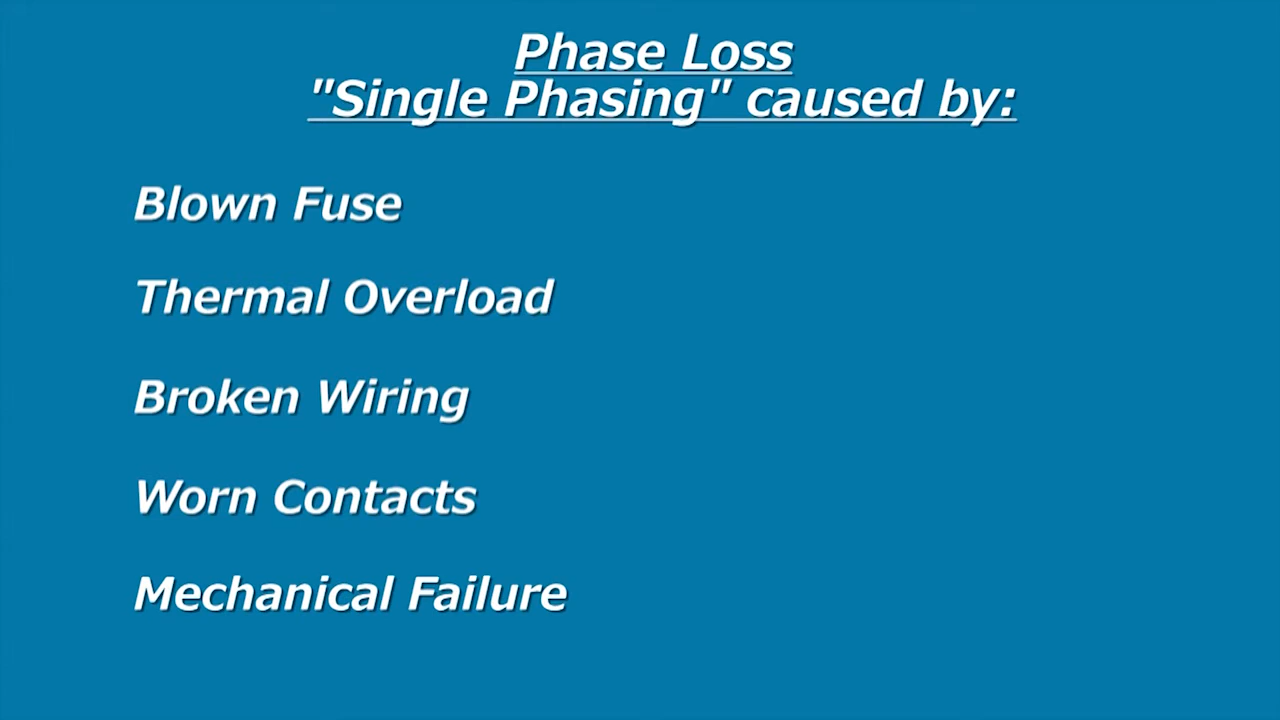 Phase Loss
"Single Phasing" caused by:
Blown Fuse
Thermal Overload
Broken Wiring
Worn Contacts
Mechanical Failure